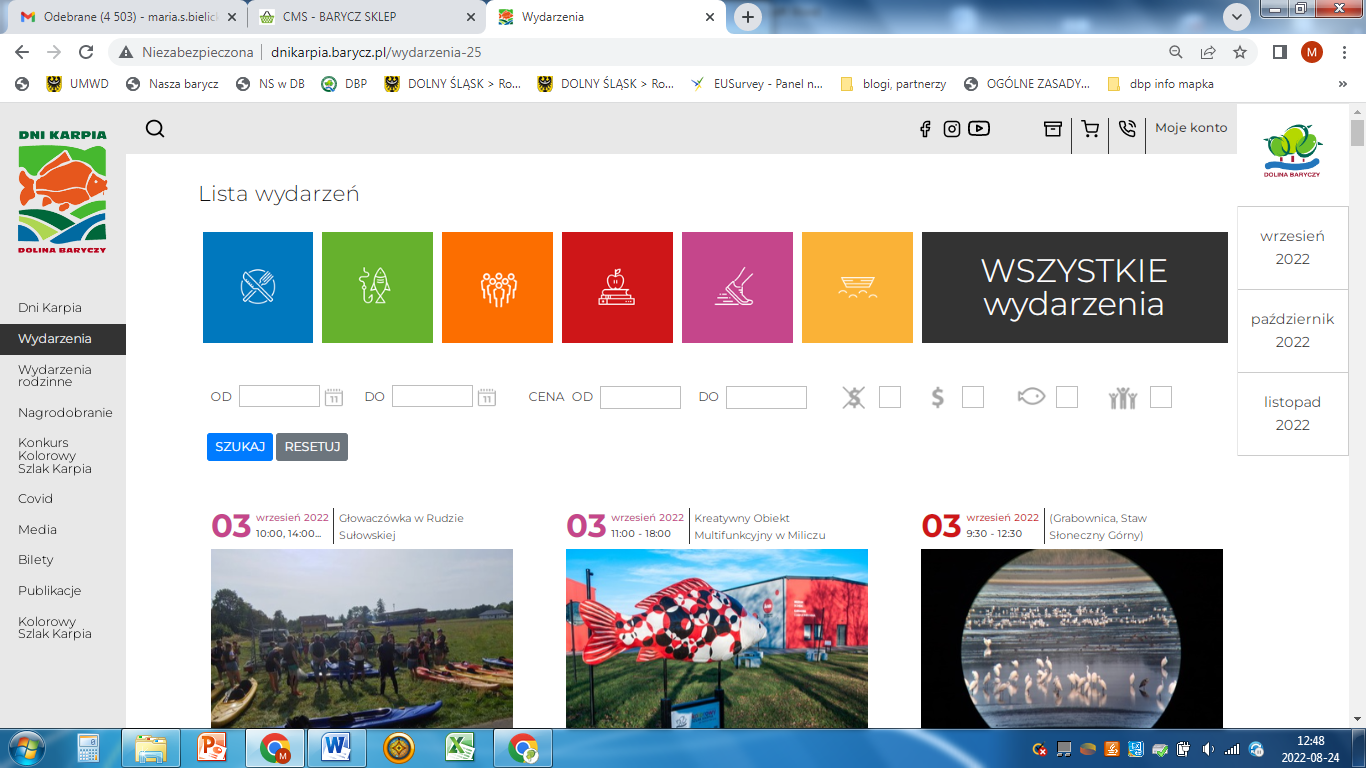 Odebrane (4 503) - maria.s.bielick
CMS - BARYCZ SKLEP
Wydarzenia
Niezabezpieczona
dnikarpia.barycz.pl/wydarzenia-25
M
UMWD
Nasza barycz
NS w DB
DBP
DOLNY ŚLĄSK > Ro...
DOLNY ŚLĄSK > Ro...
EUSurvey - Panel n...
blogi, partnerzy
OGÓLNE ZASADY...
dbp info mapka
»
DNI KARPIA
DOLINA BARYCZY
Moje konto
DOLINA BARYCZY
Lista wydarzeń
WSZYSTKIE
wydarzenia
wrzesień
2022
październik
2022
listopad
2022
Dni Karpia
Wydarzenia
Wydarzenia
rodzinne
Nagrodobranie
Konkurs
Kolorowy
Szlak Karpia
Covid
Media
Bilety
Publikacje
Kolorowy
Szlak Karpia
OD 11 DO 11 CENA OD DO
SZUKAJ RESETUJ
03 wrzesień 2022
10:00, 14:00...
Głowaczówka w Rudzie
Sułowskiej
03 wrzesień 2022
11:00 - 18:00
Kreatywny Obiekt
Multifunkcyjny w Miliczu
03 wrzesień 2022
9:30 - 12:30
(Grabownica, Staw
Słoneczny Górny)
12:48
2022-08-24